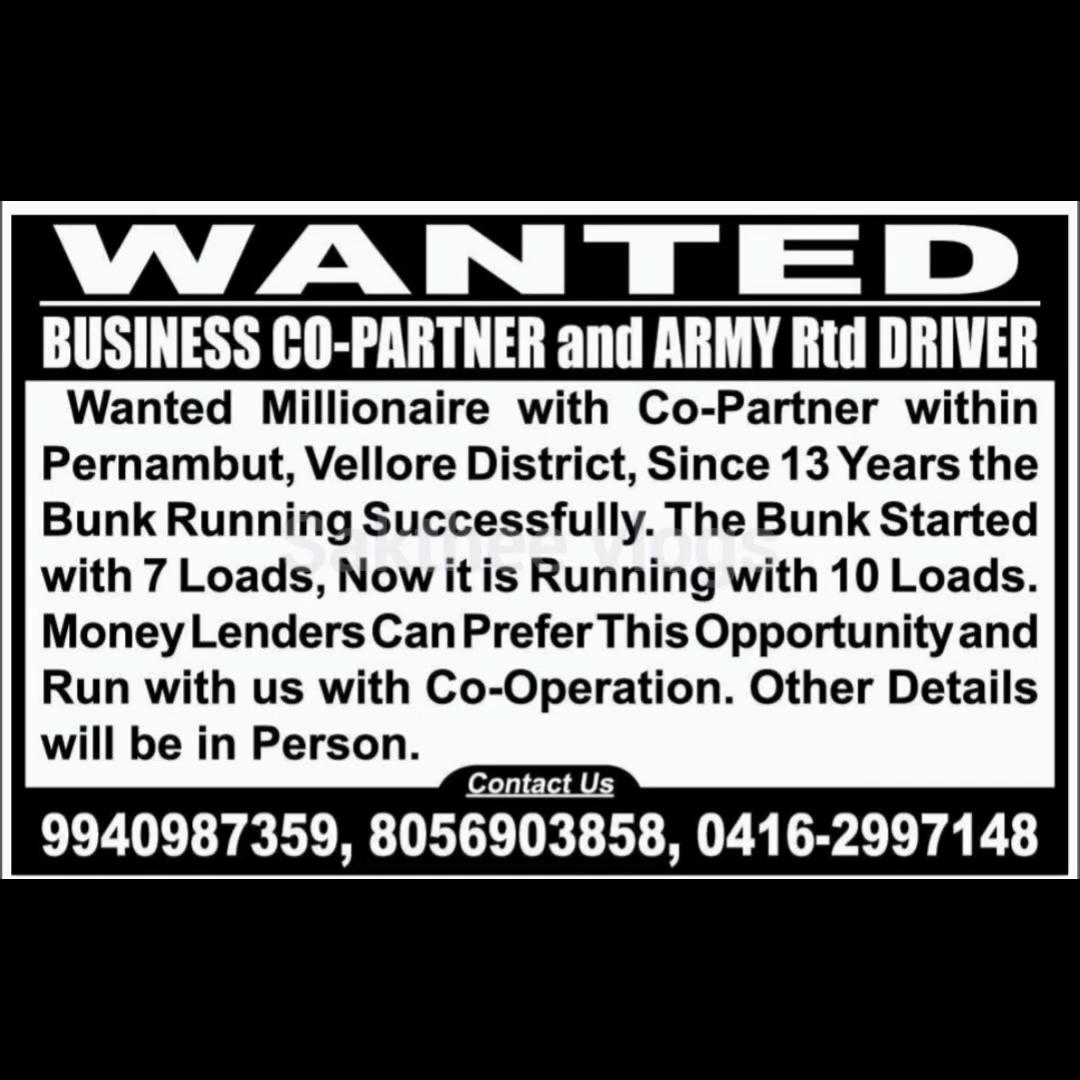 WANTED
BUSINESS CO-PARTNER and ARMY Rtd DRIVER
Wanted Millionaire with Co-Partner within
Pernambut, Vellore District, Since 13 Years the
Bunk Running Successfully. The Bunk Started
with 7 Loads, Now it is Running with 10 Loads.
Money Lenders Can Prefer This Opportunity and
Run with us with Co-Operation. Other Details
will be in Person.
Contact Us
9940987359, 8056903858, 0416-2997148
Sakthee vlogs